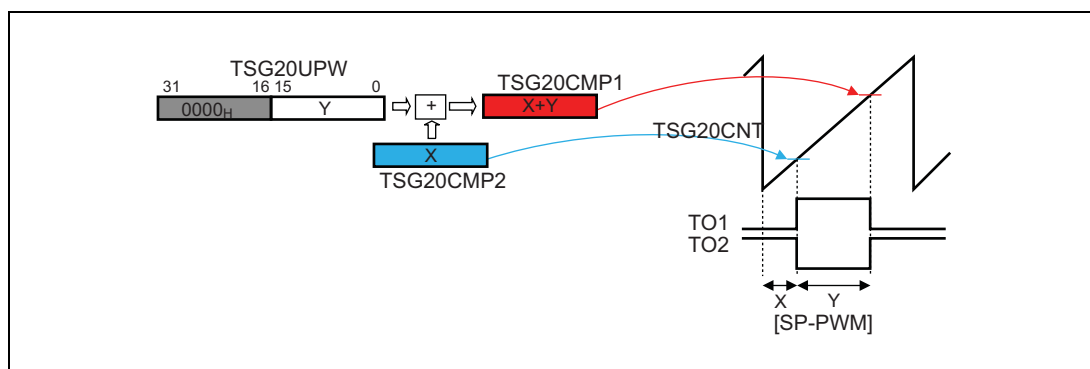 TSG20UPW
31 16 15 0
TSG20CMP1
0000H Y + X+Y
TSG20CNT
X
TSG20CMP2
TO1
TO2
X Y
[SP-PWM]